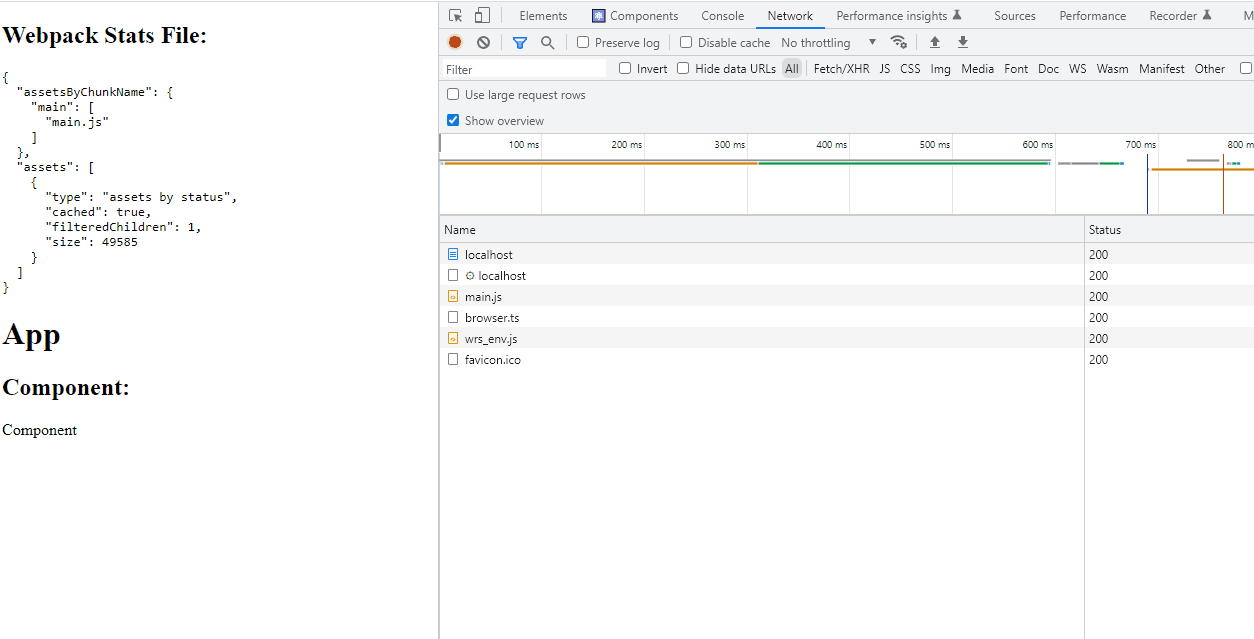 Webpack Stats File:
{
  "assetsByChunkName": {
    "main": [
      "main.js"
    ]
  },
  "assets": [
    {
      "type": "assets by status",
      "cached": true,
      "filteredChildren": 1,
      "size": 49585
    }
  ]
}
App
Component:
Component
Elements Components Console Network Performance insights Sources Performance Recorder M
Preserve log Disable cache No throttling
Filter Invert Hide data URLs All Fetch/XHR JS CSS Img Media Font Doc WS Wasm Manifest Other
Use large request rows
Show overview
100 ms 200 ms 300 ms 400 ms 500 ms 600 ms 700 ms 800 m
Name Status
localhost 200
localhost 200
main.js 200
browser.ts 200
wrs_env.js 200
favicon.ico 200